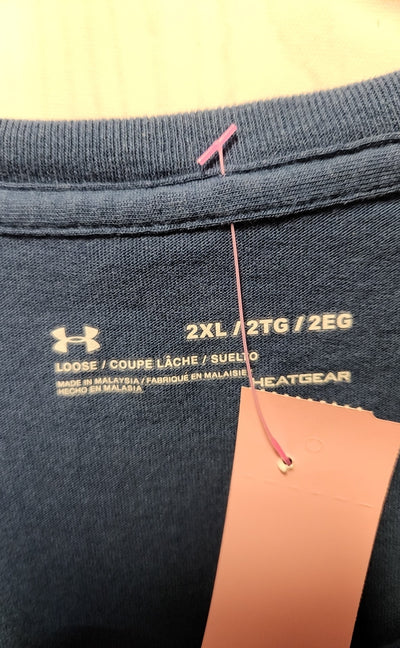 2XL / 2TG / 2EG
LOOSE / COUPE LÂCHE / SUELTO
MADE IN MALAYSIA / FABRIQUÉ EN MALAISIE
HECHO EN MALASIA
HEATGEAR